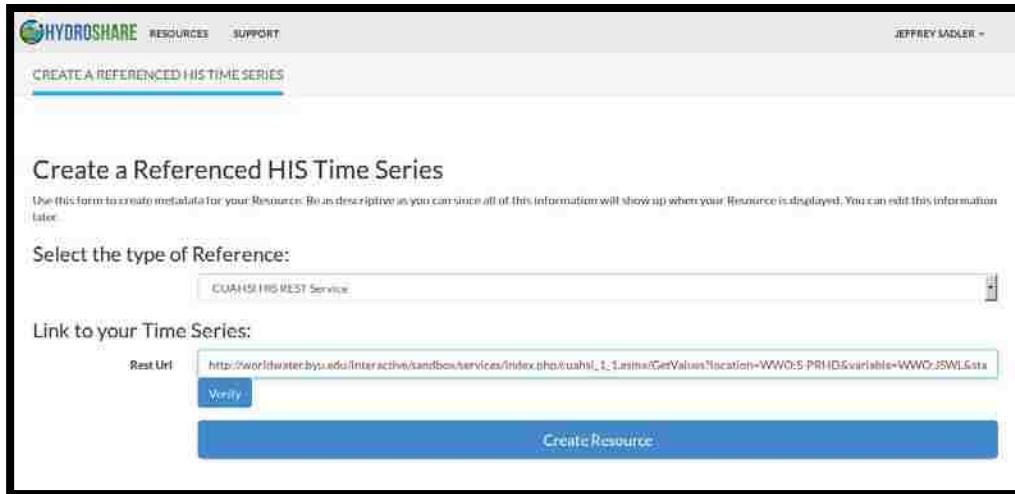 HYDROSHARE RESOURCES SUPPORT JEFFREY SADLER
CREATE A REFERENCED HIS TIME SERIES
Create a Referenced HIS Time Series
Use this form to create metadata for your Resource. Be as descriptive as you can since all of this information will show up when your Resource is displayed. You can edit this information
later.
Select the type of Reference:
CUAHSI HIS REST Service
Link to your Time Series:
Rest Url http://worldwater.byu.edu/interactive/sandbox/services/index.php/cuahsi_1_1.asmx/GetValues?location=WWO:S-PRHD&variable=WWO:JSWL&sta
Verify
Create Resource